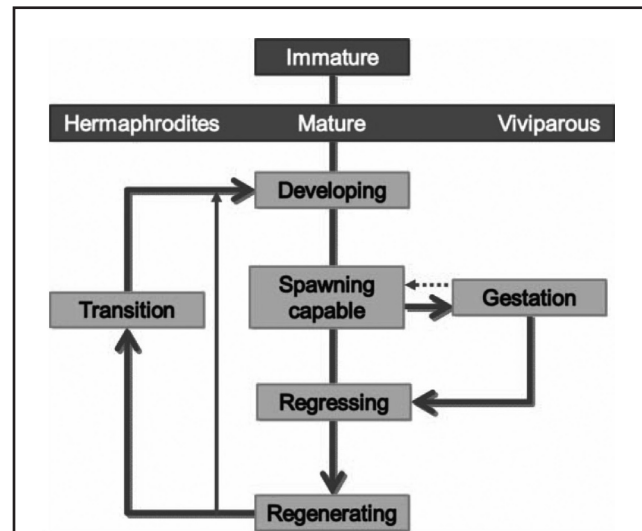 Immature
Hermaphrodites Mature Viviparous
Developing
Spawning
capable
Transition
Gestation
Regressing
Regenerating